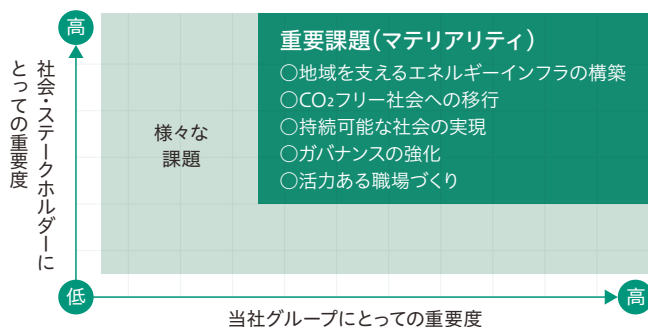 高
社会・ステークホルダーに
とっての重要度
重要課題（マテリアリティ）
○地域を支えるエネルギーインフラの構築
○CO₂フリー社会への移行
○持続可能な社会の実現
○ガバナンスの強化
○活力ある職場づくり
様々な
課題
低
高
当社グループにとっての重要度